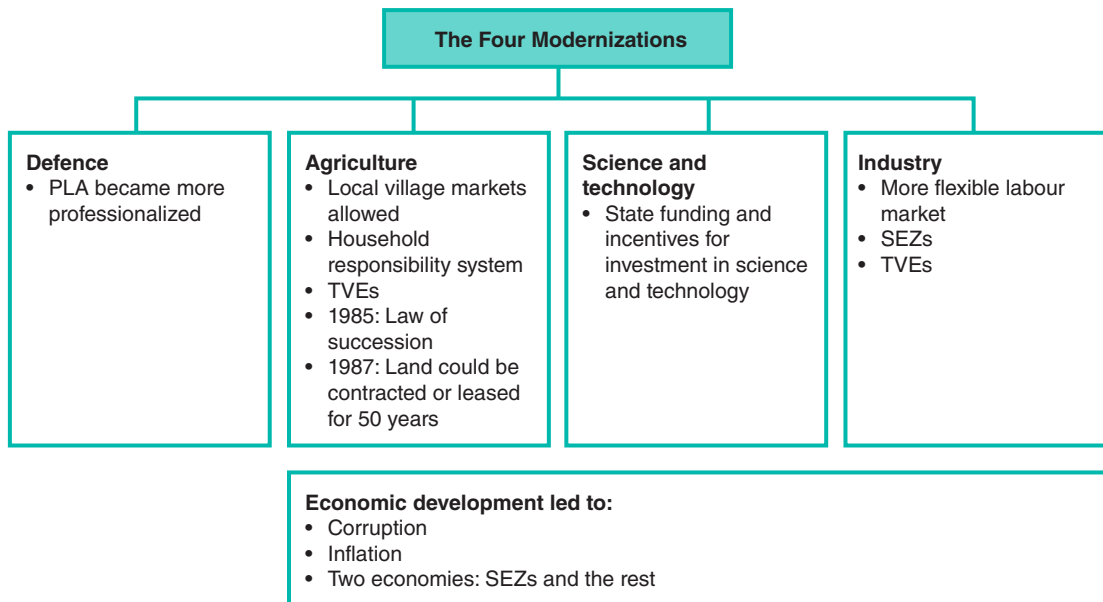 The Four Modernizations
Defence
• PLA became more
professionalized
Agriculture
• Local village markets
allowed
• Household
responsibility system
• TVEs
• 1985: Law of
succession
• 1987: Land could be
contracted or leased
for 50 years
Science and
technology
• State funding and
incentives for
investment in science
and technology
Industry
• More flexible labour
market
• SEZs
• TVEs
Economic development led to:
• Corruption
• Inflation
• Two economies: SEZs and the rest